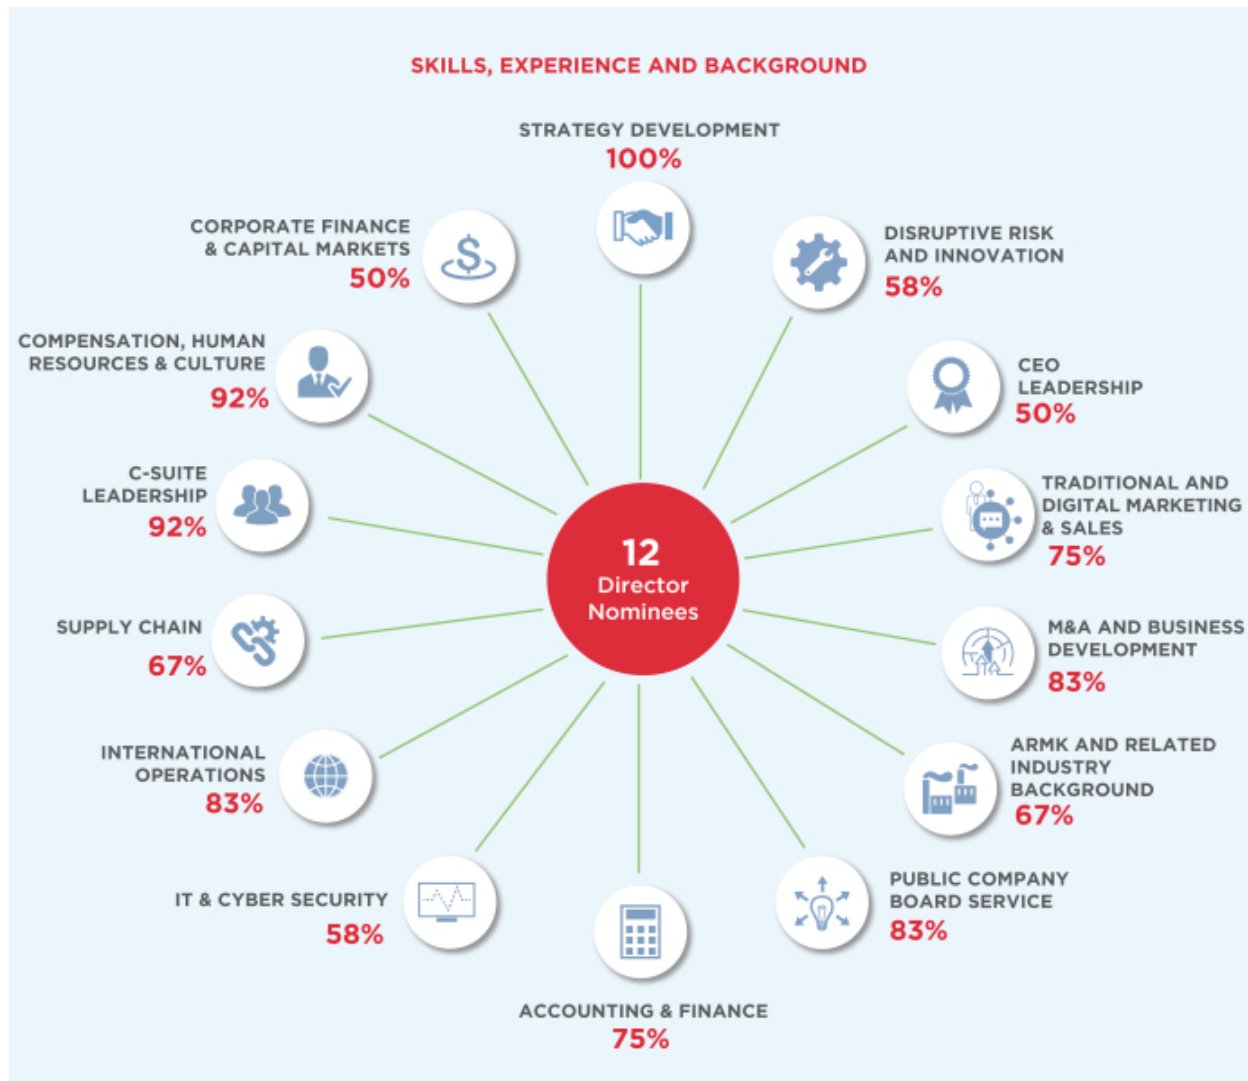 SKILLS, EXPERIENCE AND BACKGROUND
STRATEGY DEVELOPMENT
100%
DISRUPTIVE RISK
AND INNOVATION
58%
CEO
LEADERSHIP
50%
TRADITIONAL AND
DIGITAL MARKETING
& SALES
75%
M&A AND BUSINESS
DEVELOPMENT
83%
ARMK AND RELATED
INDUSTRY
BACKGROUND
67%
PUBLIC COMPANY
BOARD SERVICE
83%
ACCOUNTING & FINANCE
75%
IT & CYBER SECURITY
58%
INTERNATIONAL
OPERATIONS
83%
SUPPLY CHAIN
67%
C-SUITE
LEADERSHIP
92%
COMPENSATION, HUMAN
RESOURCES & CULTURE
92%
CORPORATE FINANCE
& CAPITAL MARKETS
50%
12
Director
Nominees